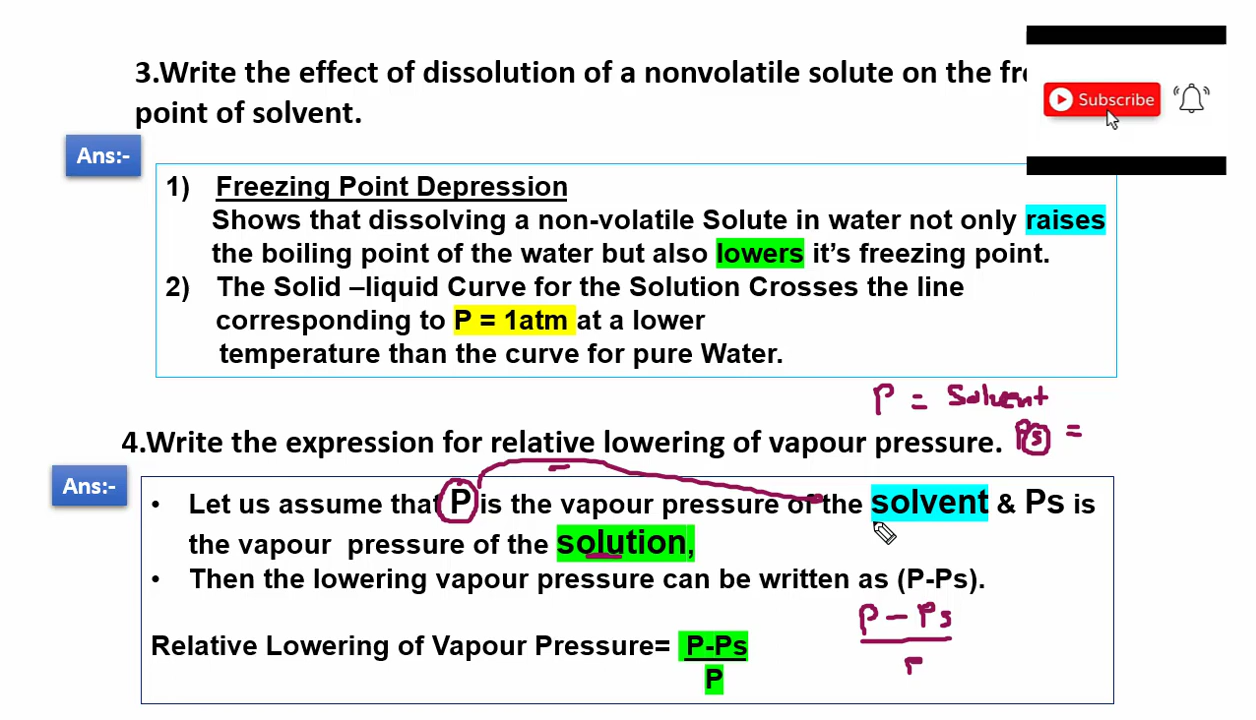 3.Write the effect of dissolution of a nonvolatile solute on the
Subscribe
point of solvent.
Ans:-
1) Freezing Point Depression
Shows that dissolving a non-volatile Solute in water not only raises
the boiling point of the water but also lowers it's freezing point.
2) The Solid –liquid Curve for the Solution Crosses the line
corresponding to P = 1atm at a lower
temperature than the curve for pure Water.
P = Solvent
4.Write the expression for relative lowering of vapour pressure. Ps =
Ans:-
• Let us assume that P is the vapour pressure of the solvent & Ps is
the vapour pressure of the solution,
• Then the lowering vapour pressure can be written as (P-Ps).
P - Ps
Relative Lowering of Vapour Pressure= P-Ps
P